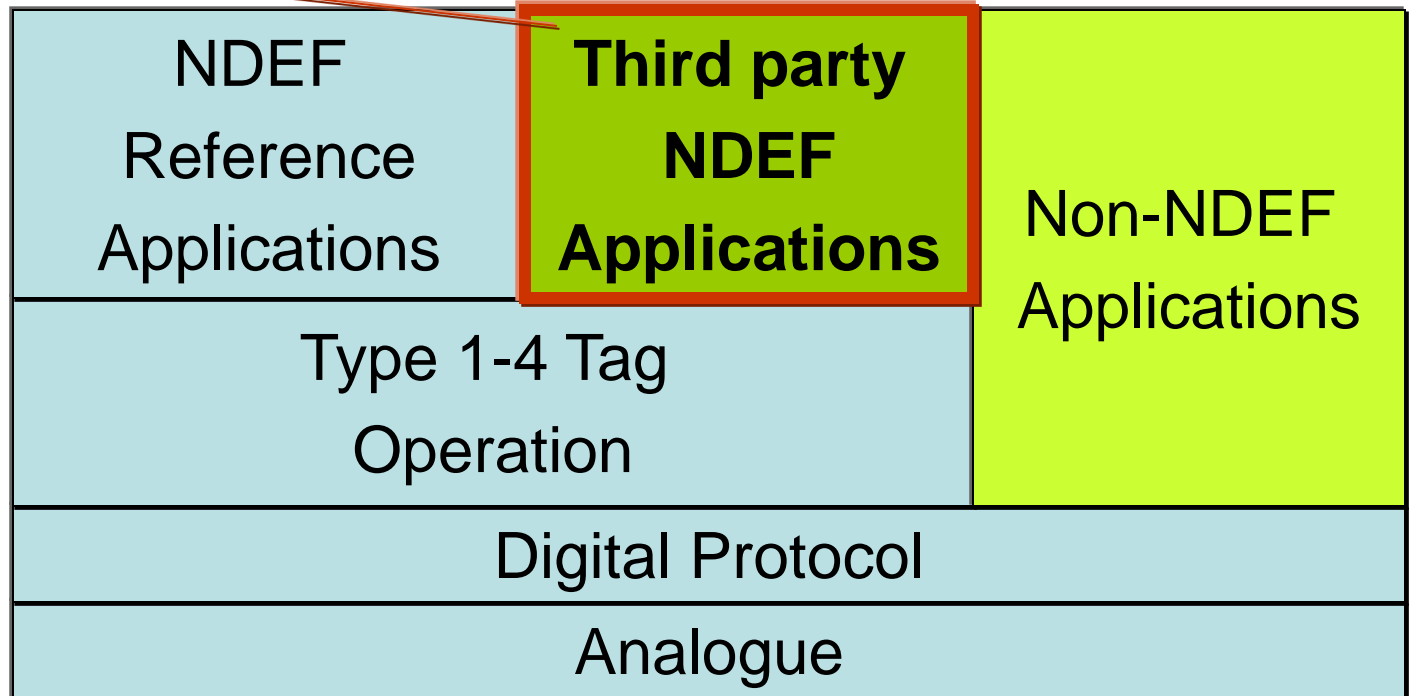 NDEF
Reference
Applications
Third party
NDEF
Applications
Non-NDEF
Applications
Type 1-4 Tag
Operation
Digital Protocol
Analogue